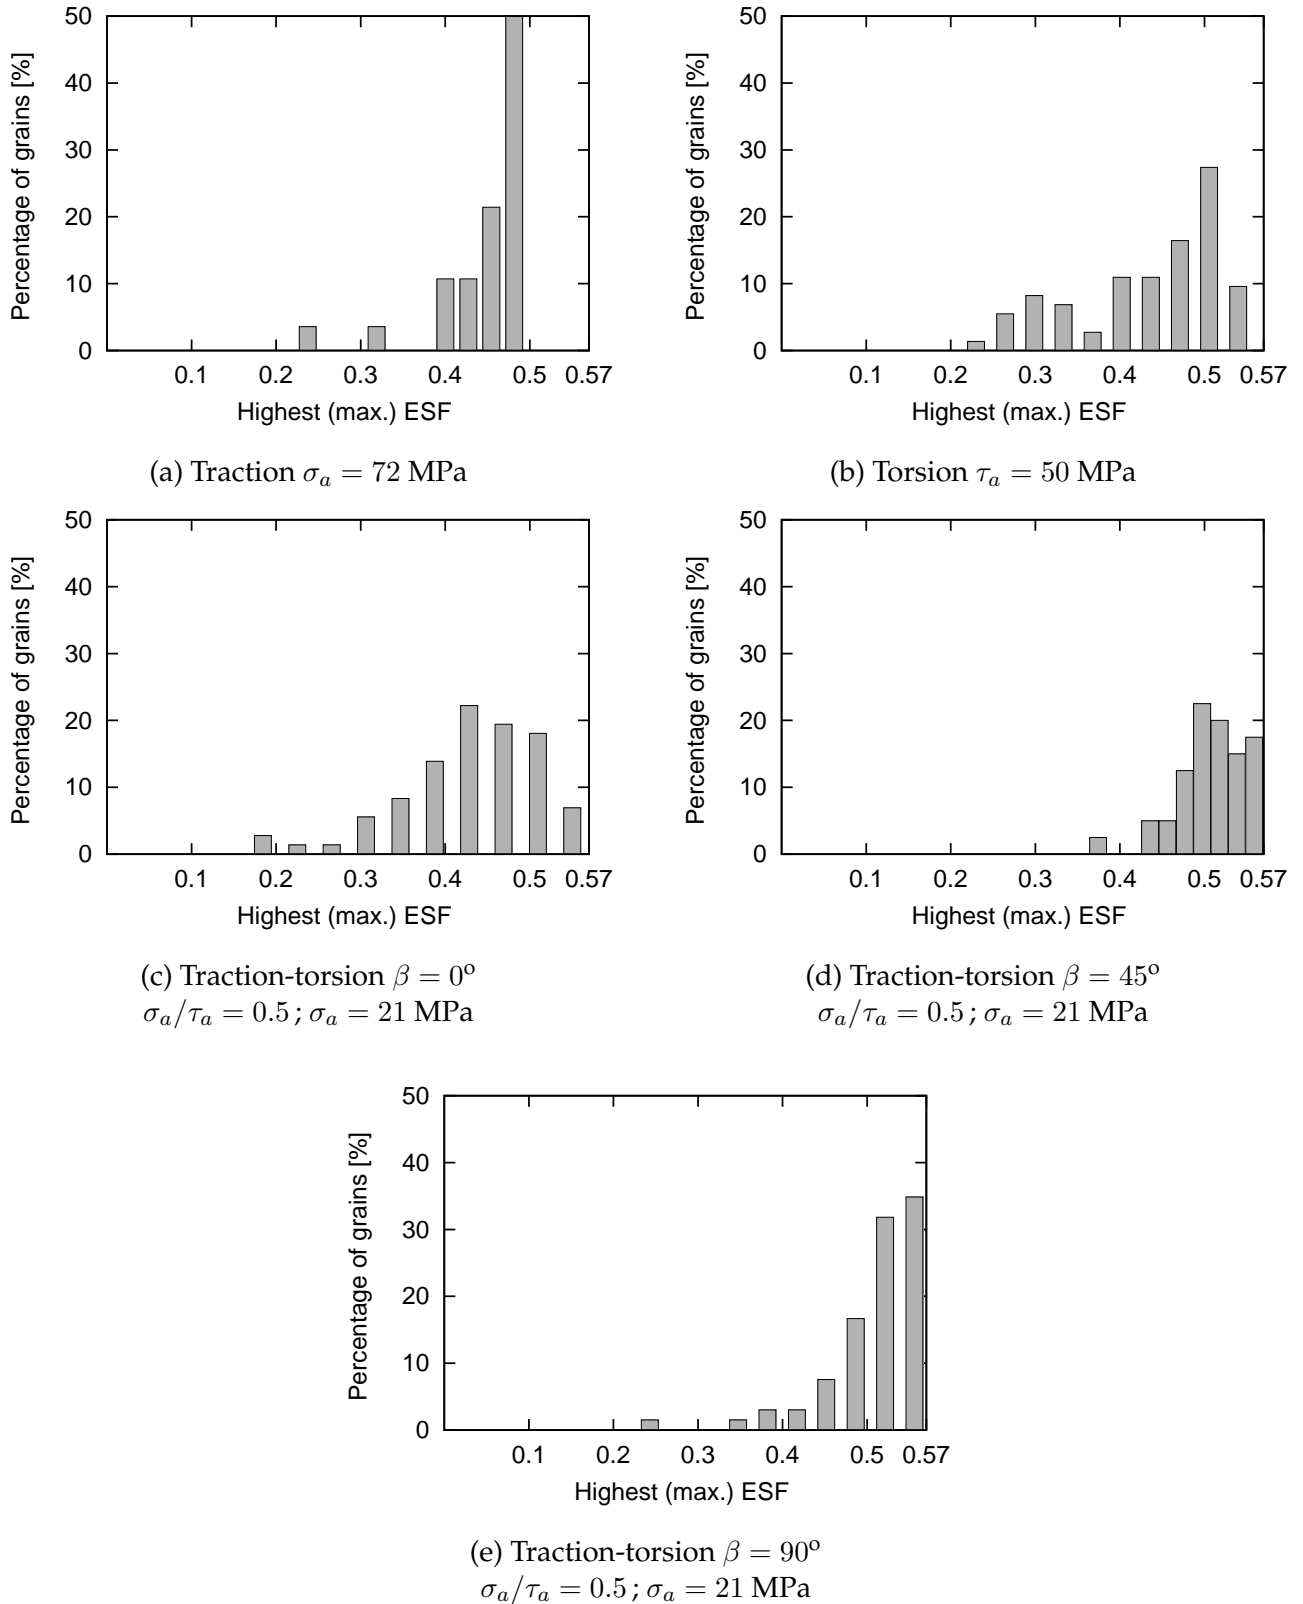 50
40
30
20
10
0
Percentage of grains [%]
0.1 0.2 0.3 0.4 0.5 0.57
Highest (max.) ESF
(a) Traction σa = 72 MPa
50
40
30
20
10
0
Percentage of grains [%]
0.1 0.2 0.3 0.4 0.5 0.57
Highest (max.) ESF
(b) Torsion τa = 50 MPa
50
40
30
20
10
0
Percentage of grains [%]
0.1 0.2 0.3 0.4 0.5 0.57
Highest (max.) ESF
(c) Traction-torsion β = 0º
σa/τa = 0.5 ; σa = 21 MPa
50
40
30
20
10
0
Percentage of grains [%]
0.1 0.2 0.3 0.4 0.5 0.57
Highest (max.) ESF
(d) Traction-torsion β = 45º
σa/τa = 0.5 ; σa = 21 MPa
50
40
30
20
10
0
Percentage of grains [%]
0.1 0.2 0.3 0.4 0.5 0.57
Highest (max.) ESF
(e) Traction-torsion β = 90º
σa/τa = 0.5 ; σa = 21 MPa